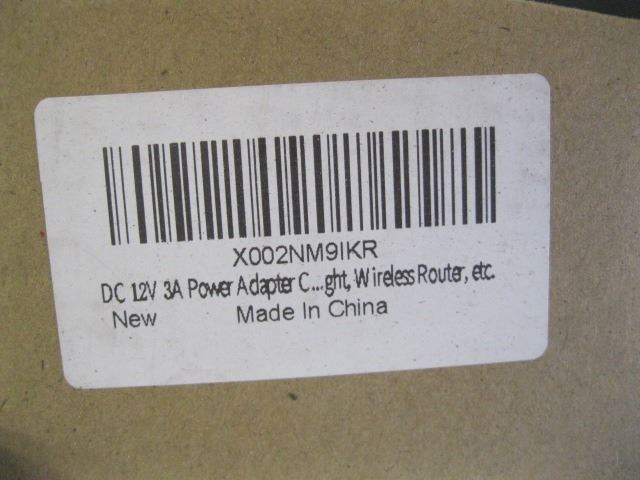 X002NM9IKR
DC 12V 3A Power Adapter C...ght, Wireless Router, etc.
New Made In China